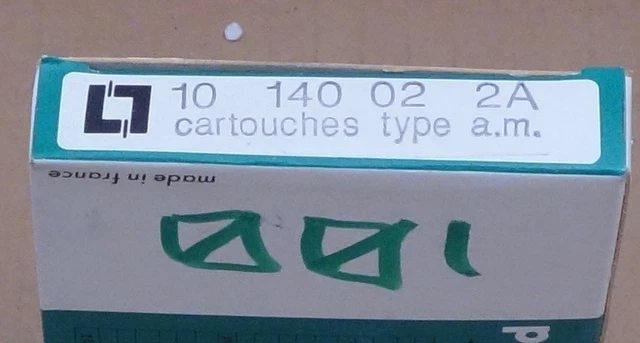 10 140 02 2A
cartouches type a.m.
made in france
100